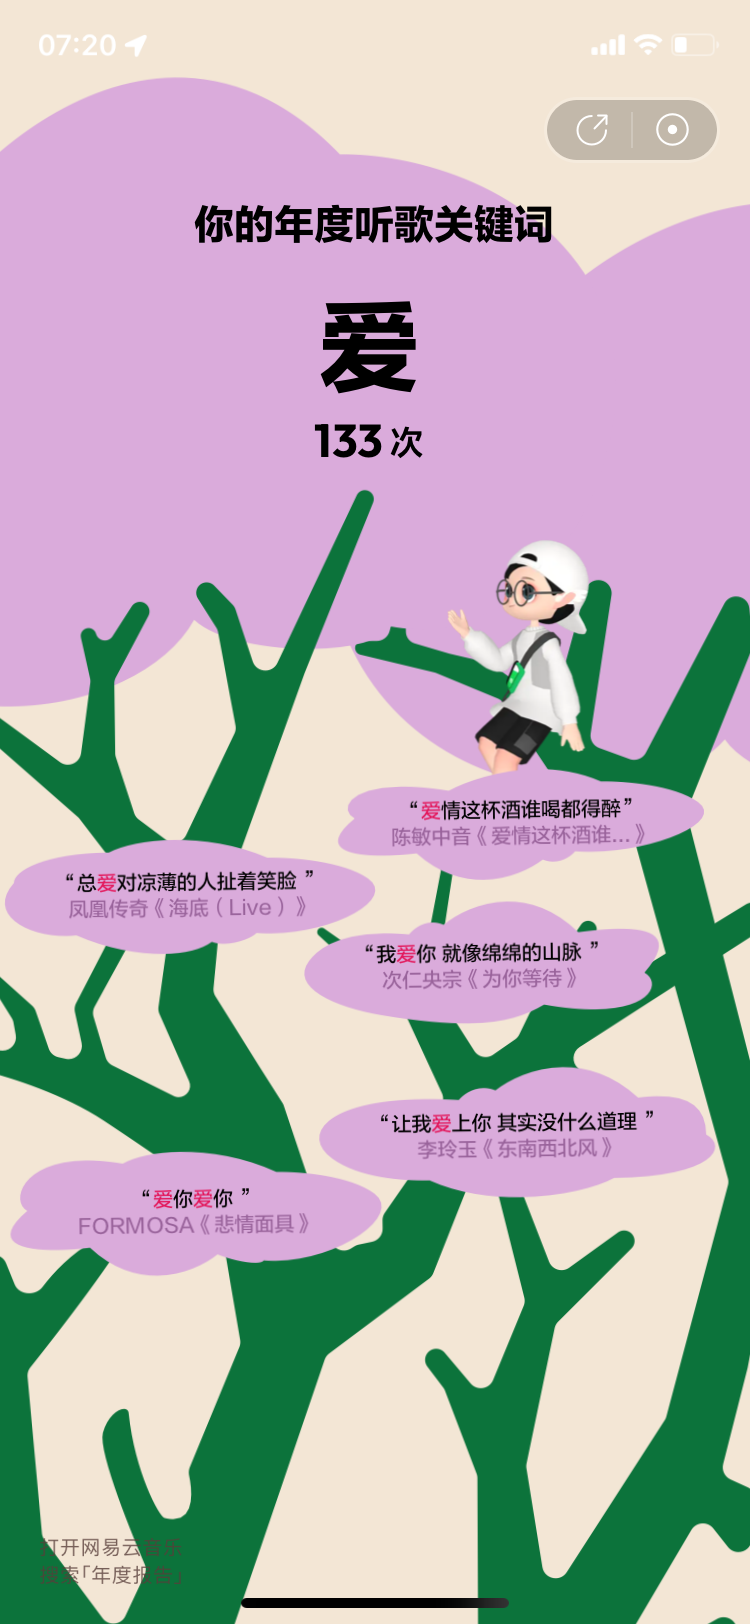 07:20
你的年度听歌关键词
爱
133 次
“爱情这杯酒谁喝都得醉”
陈敏中音《爱情这杯酒谁...》
“总爱对凉薄的人扯着笑脸 ”
凤凰传奇《海底（Live）》
“我爱你 就像绵绵的山脉 ”
次仁央宗《为你等待》
“让我爱上你 其实没什么道理 ”
李玲玉《东南西北风》
“爱你爱你 ”
FORMOSA《悲情面具》
打开网易云音乐
搜索「年度报告」